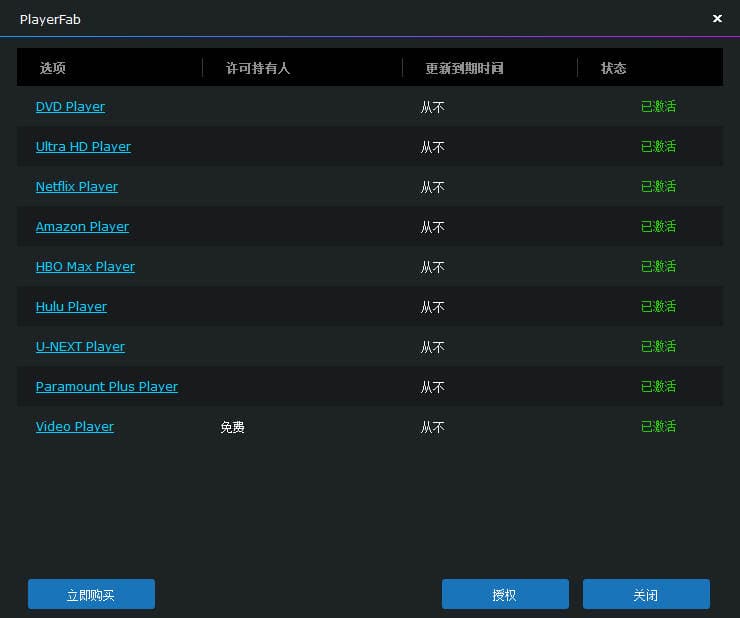 PlayerFab ×
选项 许可持有人 更新到期时间 状态
DVD Player 从不 已激活
Ultra HD Player 从不 已激活
Netflix Player 从不 已激活
Amazon Player 从不 已激活
HBO Max Player 从不 已激活
Hulu Player 从不 已激活
U-NEXT Player 从不 已激活
Paramount Plus Player 从不 已激活
Video Player 免费 从不 已激活
立即购买 授权 关闭